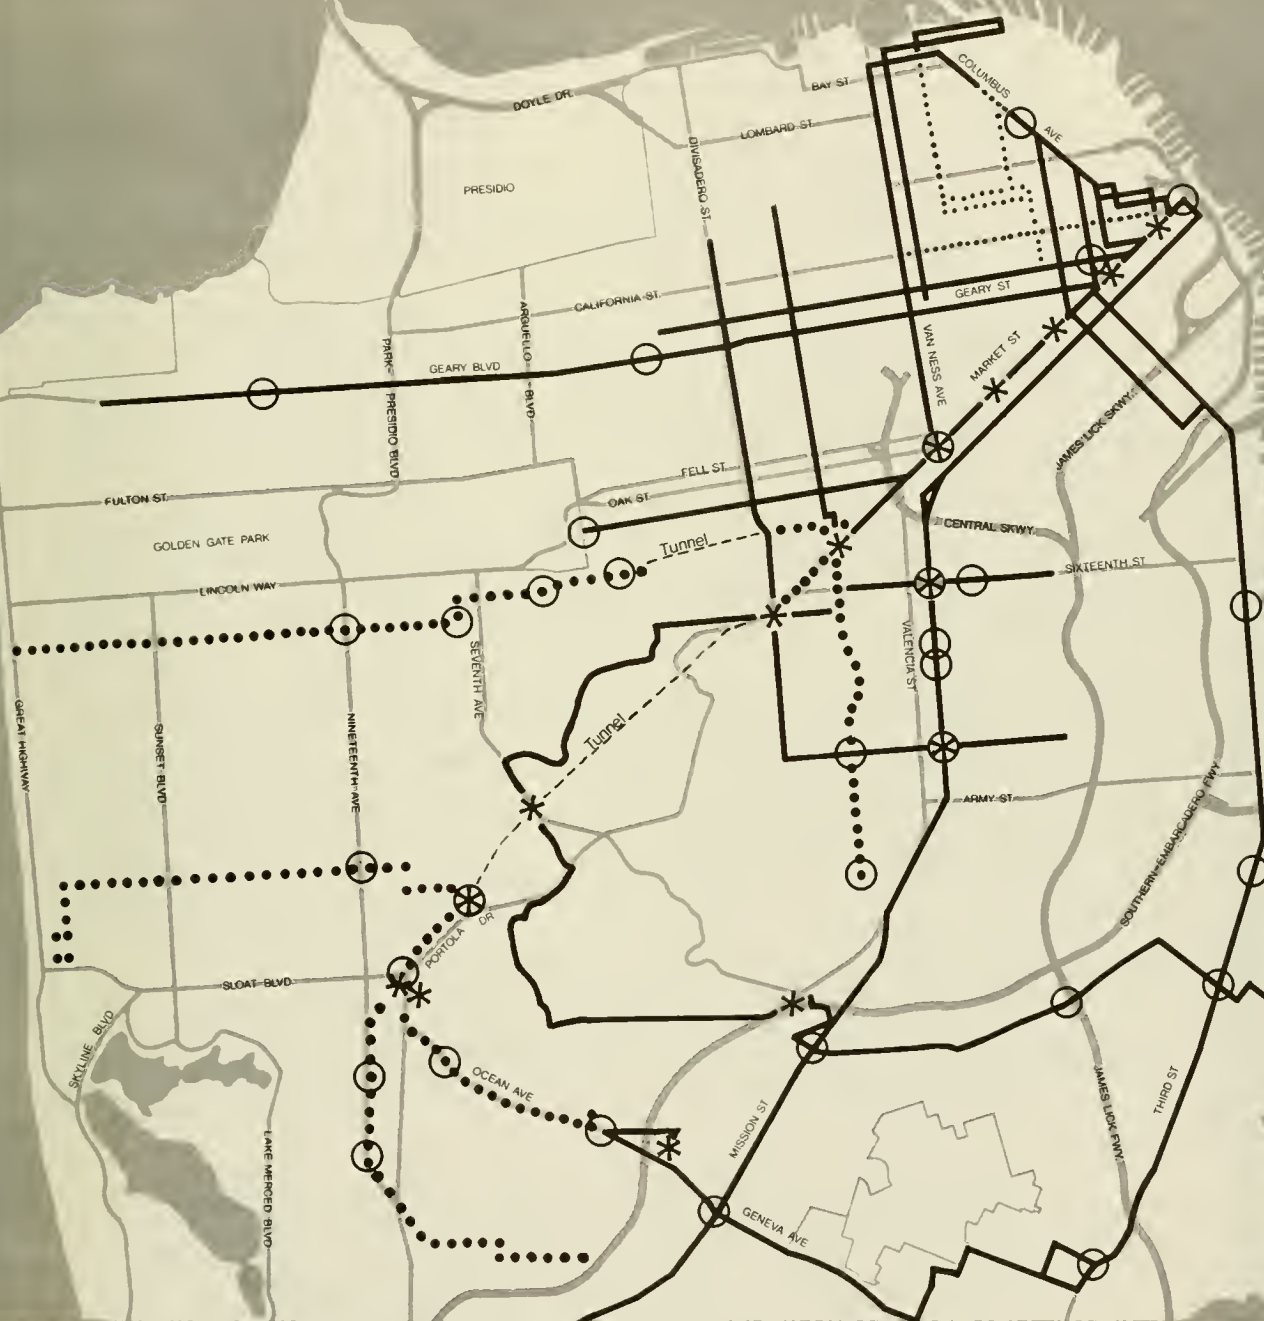 COLUMBUS
AVE
BAY ST.
DOYLE DR.
LOMBARD ST.
DIVISADERO ST.
PRESIDIO
CALIFORNIA ST.
GEARY ST
ARGUELLO BLVD
PARK-PRESIDIO BLVD
GEARY BLVD
VAN NESS AVE
MARKET ST
JAMES LICK SKWY.
FELL ST.
OAK ST
FULTON ST.
CENTRAL SKWY.
GOLDEN GATE PARK
Tunnel
SIXTEENTH ST
LINCOLN WAY
VALENCIA ST
SEVENTH AVE
GREAT HIGHWAY
SUNSET BLVD
NINETEENTH AVE
Tunnel
ARMY ST.
SOUTHERN-EMBARCADERO FWY
PORTOLA DR
SLOAT BLVD
SKYLINE BLVD
OCEAN AVE
MISSION ST
JAMES LICK FWY.
THIRD ST
LAKE MERCED BLVD
GENEVA AVE